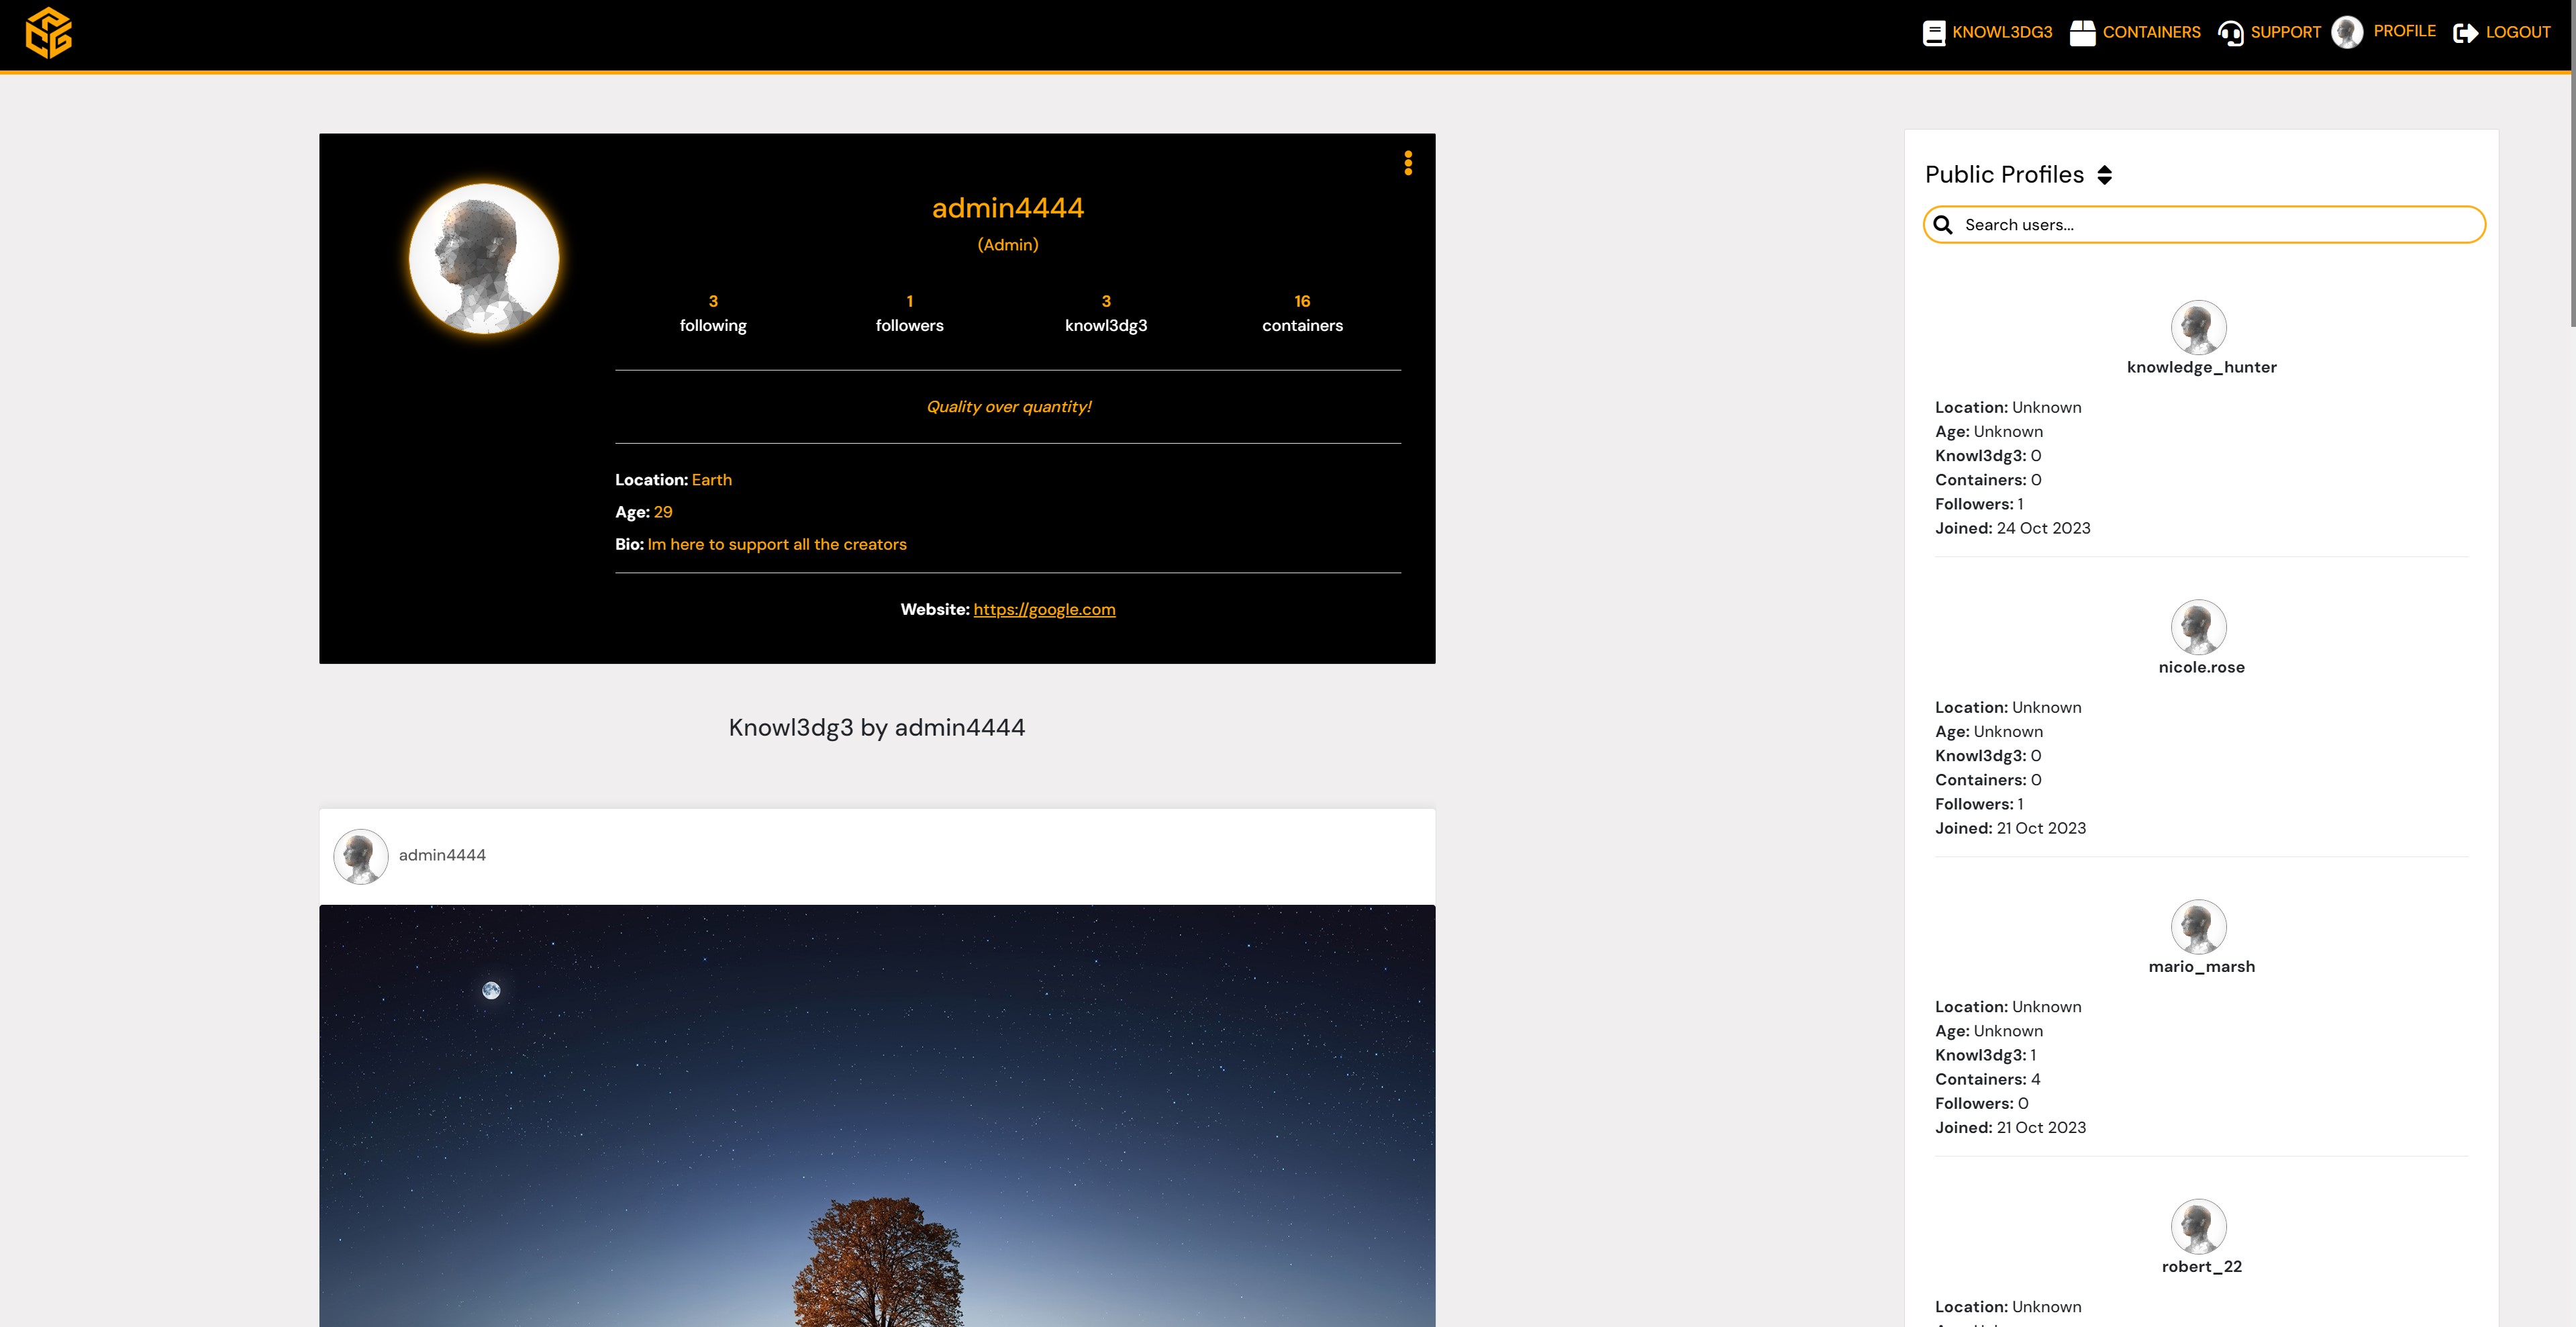 KNOWL3DG3
CONTAINERS
SUPPORT
PROFILE
LOGOUT
admin4444
(Admin)
3
following
1
followers
3
knowl3dg3
16
containers
Quality over quantity!
Location: Earth
Age: 29
Bio: Im here to support all the creators
Website: https://google.com
Knowl3dg3 by admin4444
admin4444
Public Profiles
Search users...
knowledge_hunter
Location: Unknown
Age: Unknown
Knowl3dg3: 0
Containers: 0
Followers: 1
Joined: 24 Oct 2023
nicole.rose
Location: Unknown
Age: Unknown
Knowl3dg3: 0
Containers: 0
Followers: 1
Joined: 21 Oct 2023
mario_marsh
Location: Unknown
Age: Unknown
Knowl3dg3: 1
Containers: 4
Followers: 0
Joined: 21 Oct 2023
robert_22
Location: Unknown